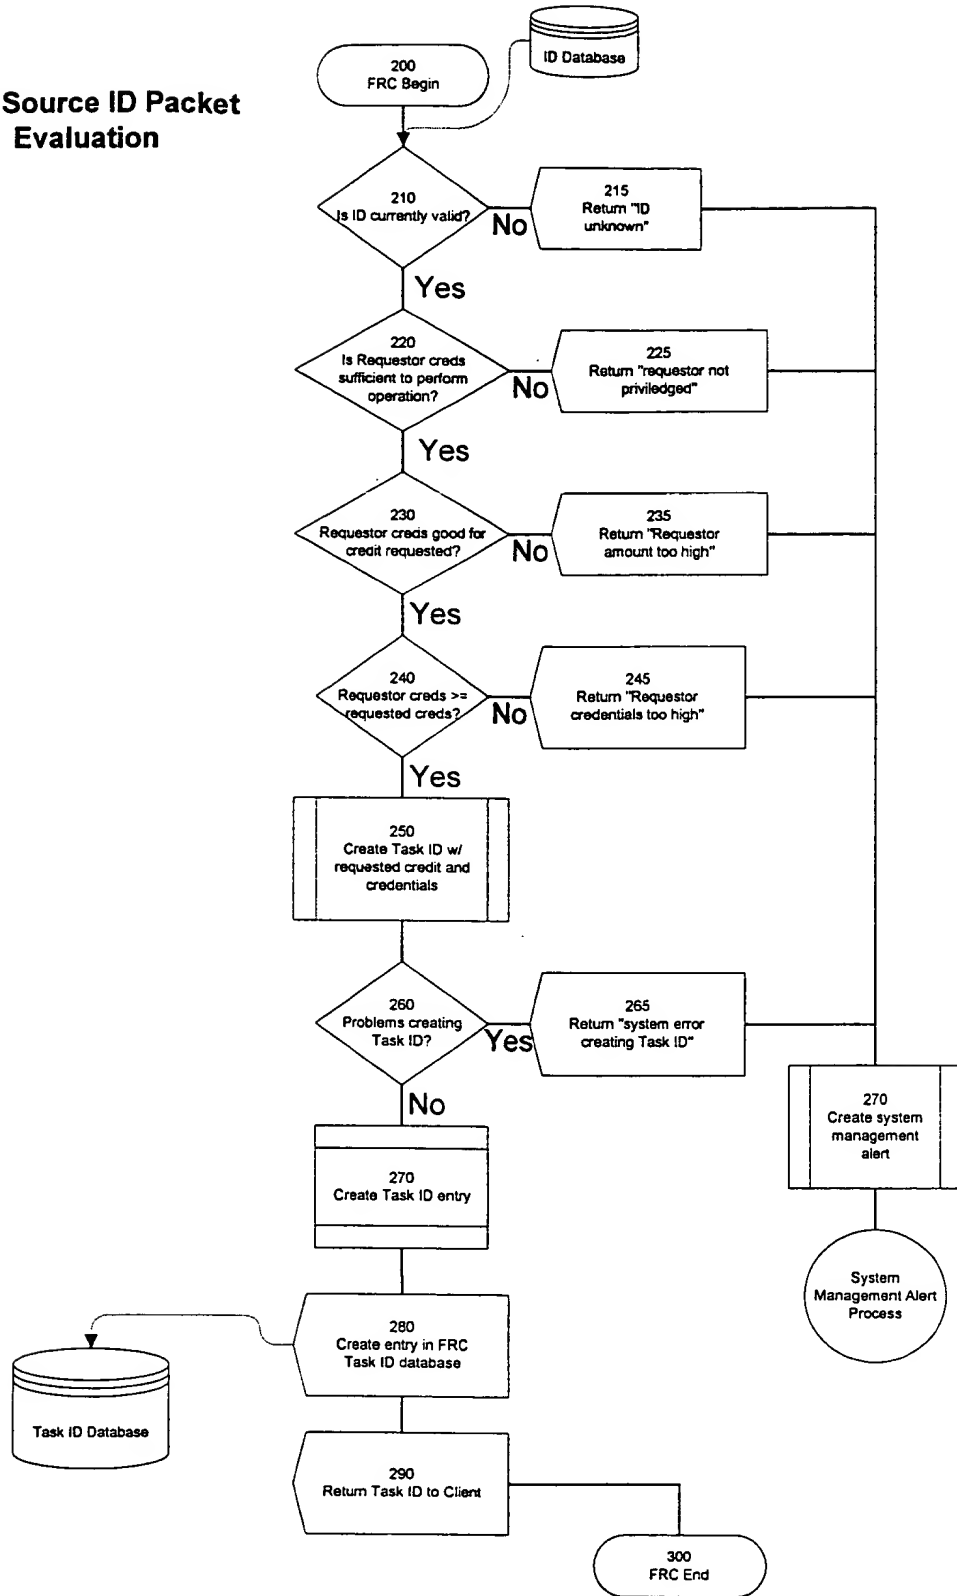 Source ID Packet
Evaluation
ID Database
200
FRC Begin
210
Is ID currently valid?
No
215
Return "ID
unknown"
Yes
220
Is Requestor creds
sufficient to perform
operation?
No
225
Return "requestor not
priviledged"
Yes
230
Requestor creds good for
credit requested?
No
235
Return "Requestor
amount too high"
Yes
240
Requestor creds >=
requested creds?
No
245
Return "Requestor
credentials too high"
Yes
250
Create Task ID w/
requested credit and
credentials
260
Problems creating
Task ID?
Yes
265
Return "system error
creating Task ID"
No
270
Create system
management
alert
270
Create Task ID entry
System
Management Alert
Process
280
Create entry in FRC
Task ID database
Task ID Database
290
Return Task ID to Client
300
FRC End